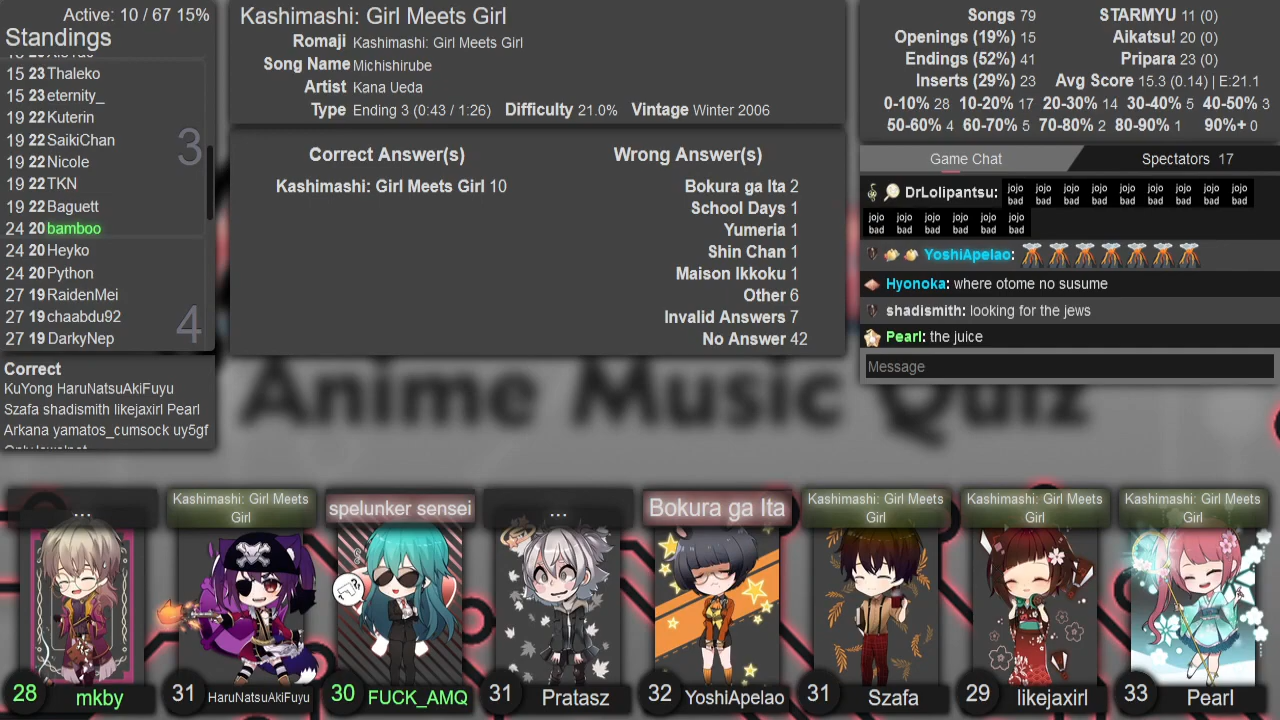 Active: 10 / 67 15%
Standings
15 23 Thaleko
15 23 eternity_
19 22 Kuterin
19 22 SaikiChan
19 22 Nicole
19 22 TKN
19 22 Baguett
24 20 bamboo
24 20 Heyko
24 20 Python
27 19 RaidenMei
27 19 chaabdu92
27 19 DarkyNep
3
4
Correct
KuYong HaruNatsuAkiFuyu
Szafa shadismith likejaxirl Pearl
Arkana yamatos_cumsock uy5gf
Kashimashi: Girl Meets Girl
Romaji Kashimashi: Girl Meets Girl
Song Name Michishirube
Artist Kana Ueda
Type Ending 3 (0:43 / 1:26) Difficulty 21.0% Vintage Winter 2006
Correct Answer(s)
Kashimashi: Girl Meets Girl 10
Wrong Answer(s)
Bokura ga Ita 2
School Days 1
Yumeria 1
Shin Chan 1
Maison Ikkoku 1
Other 6
Invalid Answers 7
No Answer 42
Songs 79 STARMYU 11 (0)
Openings (19%) 15 Aikatsu! 20 (0)
Endings (52%) 41 Pripara 23 (0)
Inserts (29%) 23 Avg Score 15.3 (0.14) | E:21.1
0-10% 28 10-20% 17 20-30% 14 30-40% 5 40-50% 3
50-60% 4 60-70% 5 70-80% 2 80-90% 1 90%+ 0
Game Chat Spectators 17
DrLolipantsu: jojo bad jojo bad jojo bad jojo bad jojo bad jojo bad jojo bad jojo bad jojo bad
jojo bad jojo bad jojo bad jojo bad jojo bad jojo bad
YoshiApelao:
Hyonoka: where otome no susume
shadismith: looking for the jews
Pearl: the juice
Message
Anime Music Quiz
...
Kashimashi: Girl Meets
Girl
spelunker sensei
...
Bokura ga Ita
Kashimashi: Girl Meets
Girl
Kashimashi: Girl Meets
Girl
Kashimashi: Girl Meets
Girl
28 mkby
31 HaruNatsuAkiFuyu
30 FUCK_AMQ
31 Pratasz
32 YoshiApelao
31 Szafa
29 likejaxirl
33 Pearl